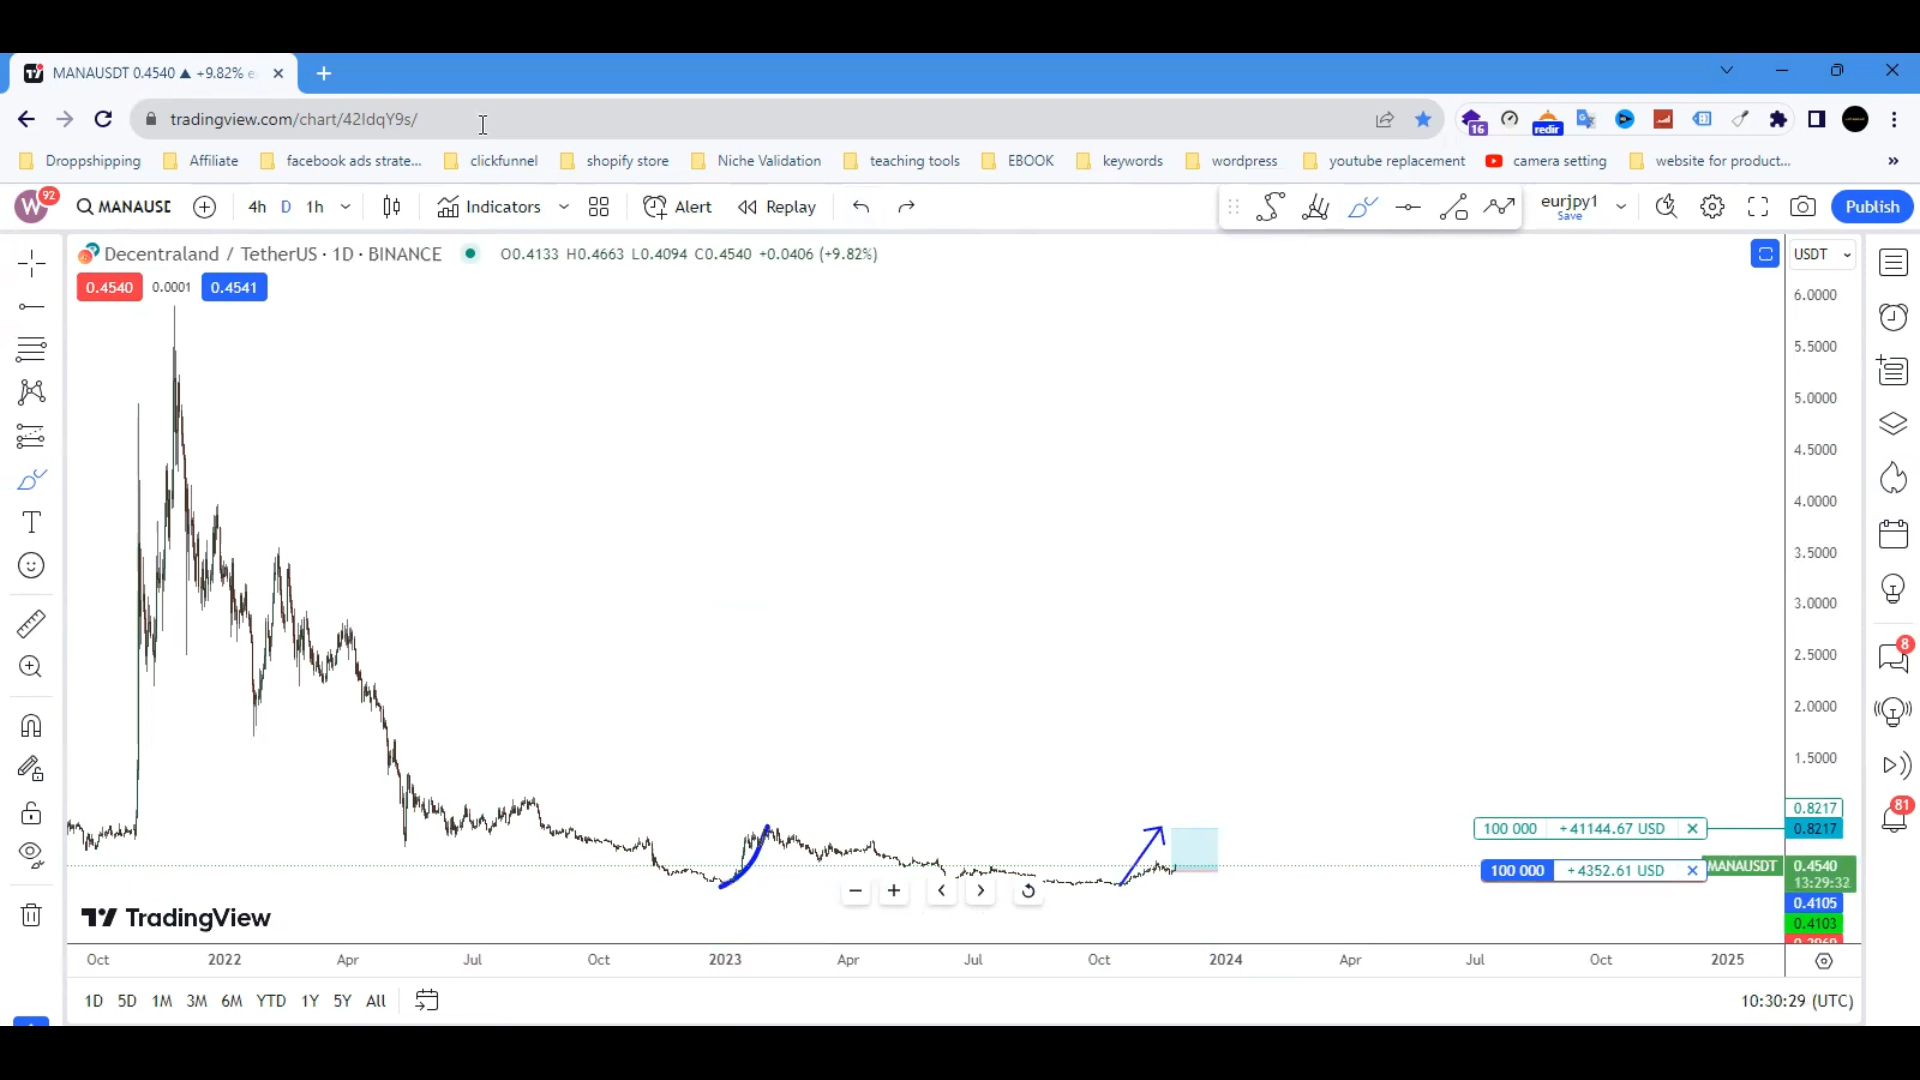 MANAUSDT 0.4540 ▲ +9.82% e
tradingview.com/chart/42IdqY9s/
16
redir
Droppshipping
Affiliate
facebook ads strate...
clickfunnel
shopify store
Niche Validation
teaching tools
EBOOK
keywords
wordpress
youtube replacement
camera setting
website for product...
»
W
92
MANAUSD
4h D 1h
Indicators
Alert
Replay
eurjpy1
Save
Publish
Decentraland / TetherUS · 1D · BINANCE
O0.4133 H0.4663 L0.4094 C0.4540 +0.0406 (+9.82%)
USDT
0.4540
0.0001
0.4541
6.0000
5.5000
5.0000
4.5000
4.0000
3.5000
3.0000
2.5000
2.0000
1.5000
0.8217
100 000 +41144.67 USD
0.8217
MANAUSDT
0.4540
13:29:32
100 000 +4352.61 USD
0.4105
0.4103
8
81
TradingView
Oct 2022 Apr Jul Oct 2023 Apr Jul Oct 2024 Apr Jul Oct 2025
1D 5D 1M 3M 6M YTD 1Y 5Y All
10:30:29 (UTC)